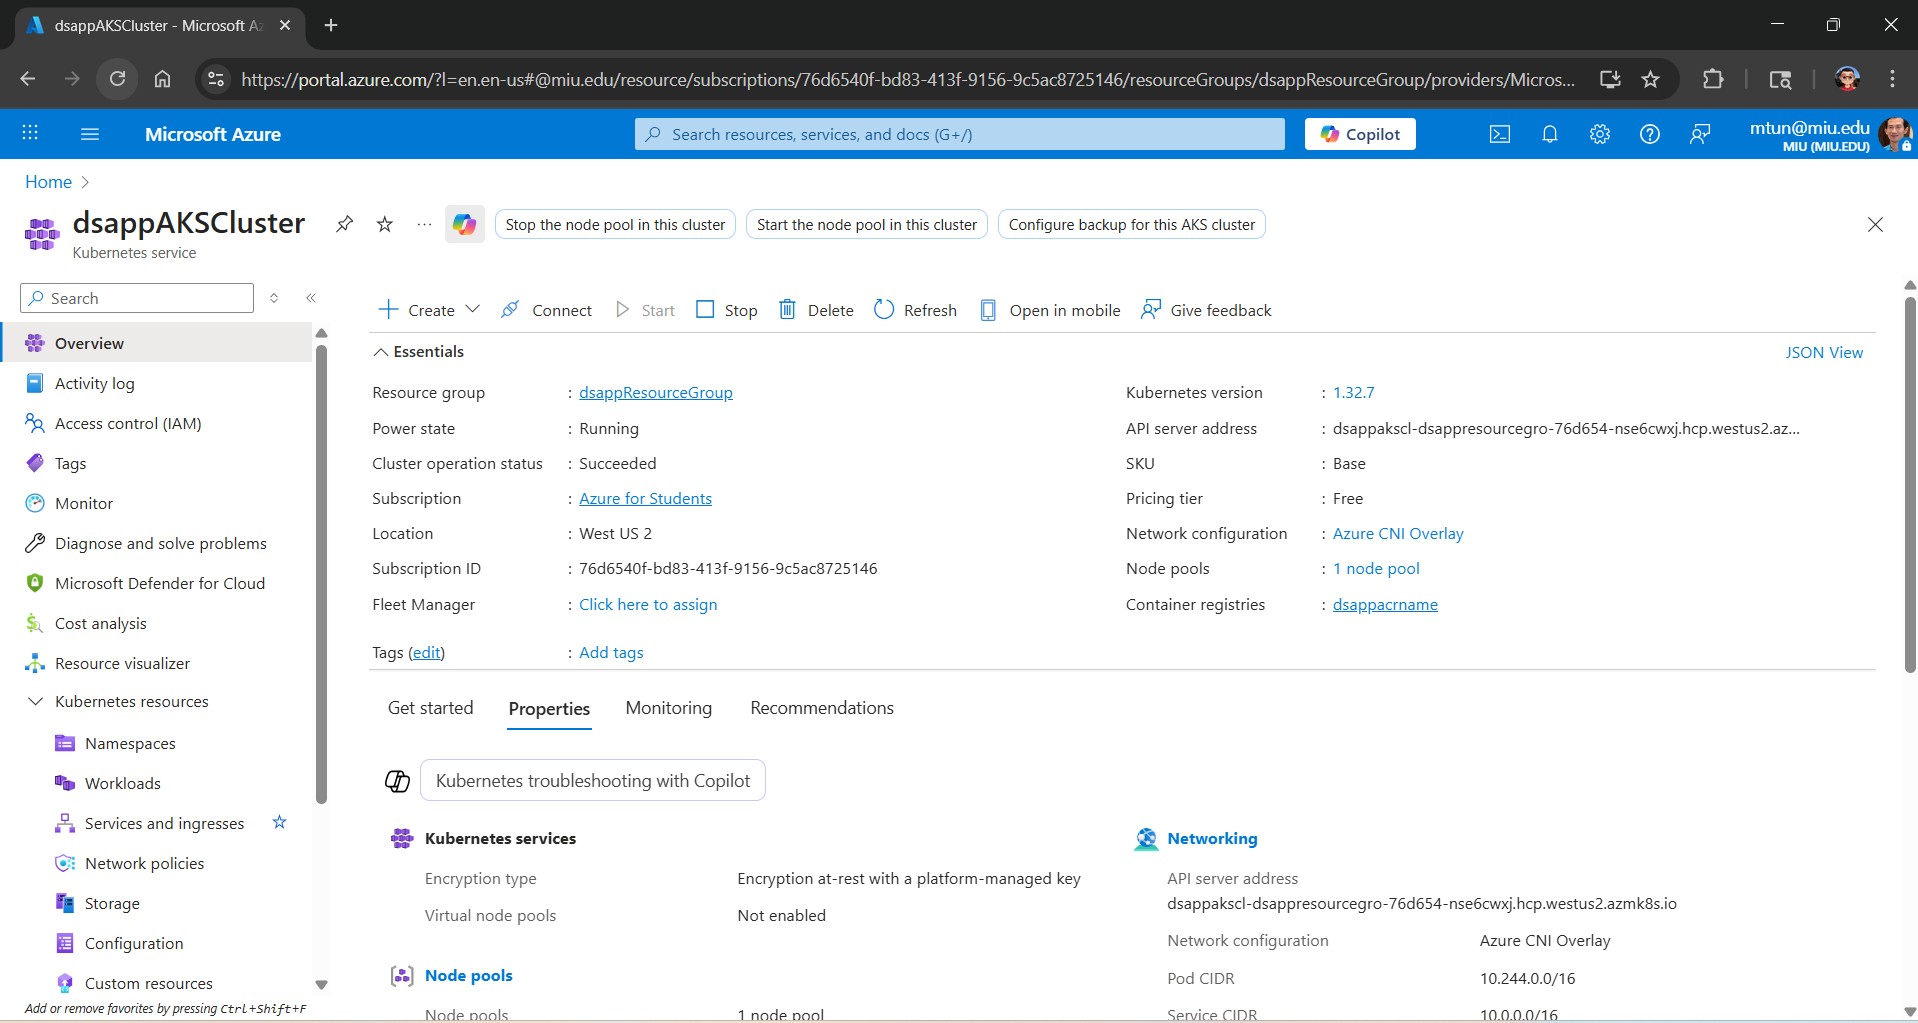 dsappAKSCluster - Microsoft Az
https://portal.azure.com/?l=en.en-us#@miu.edu/resource/subscriptions/76d6540f-bd83-413f-9156-9c5ac8725146/resourceGroups/dsappResourceGroup/providers/Micros...
Microsoft Azure
Search resources, services, and docs (G+/)
Copilot
mtun@miu.edu
MIU (MIU.EDU)
Home
dsappAKSCluster
Kubernetes service
Stop the node pool in this cluster
Start the node pool in this cluster
Configure backup for this AKS cluster
Search
Overview
Activity log
Access control (IAM)
Tags
Monitor
Diagnose and solve problems
Microsoft Defender for Cloud
Cost analysis
Resource visualizer
Kubernetes resources
Namespaces
Workloads
Services and ingresses
Network policies
Storage
Configuration
Custom resources
Add or remove favorites by pressing Ctrl+Shift+F
Create
Connect
Start
Stop
Delete
Refresh
Open in mobile
Give feedback
Essentials
JSON View
Resource group : dsappResourceGroup
Power state : Running
Cluster operation status : Succeeded
Subscription : Azure for Students
Location : West US 2
Subscription ID : 76d6540f-bd83-413f-9156-9c5ac8725146
Fleet Manager : Click here to assign
Kubernetes version : 1.32.7
API server address : dsappakscl-dsappresourcegro-76d654-nse6cwxj.hcp.westus2.az...
SKU : Base
Pricing tier : Free
Network configuration : Azure CNI Overlay
Node pools : 1 node pool
Container registries : dsappacrname
Tags (edit) : Add tags
Get started
Properties
Monitoring
Recommendations
Kubernetes troubleshooting with Copilot
Kubernetes services
Encryption type Encryption at-rest with a platform-managed key
Virtual node pools Not enabled
Node pools
Node pools 1 node pool
Networking
API server address
dsappakscl-dsappresourcegro-76d654-nse6cwxj.hcp.westus2.azmk8s.io
Network configuration Azure CNI Overlay
Pod CIDR 10.244.0.0/16
Service CIDR 10.0.0.0/16